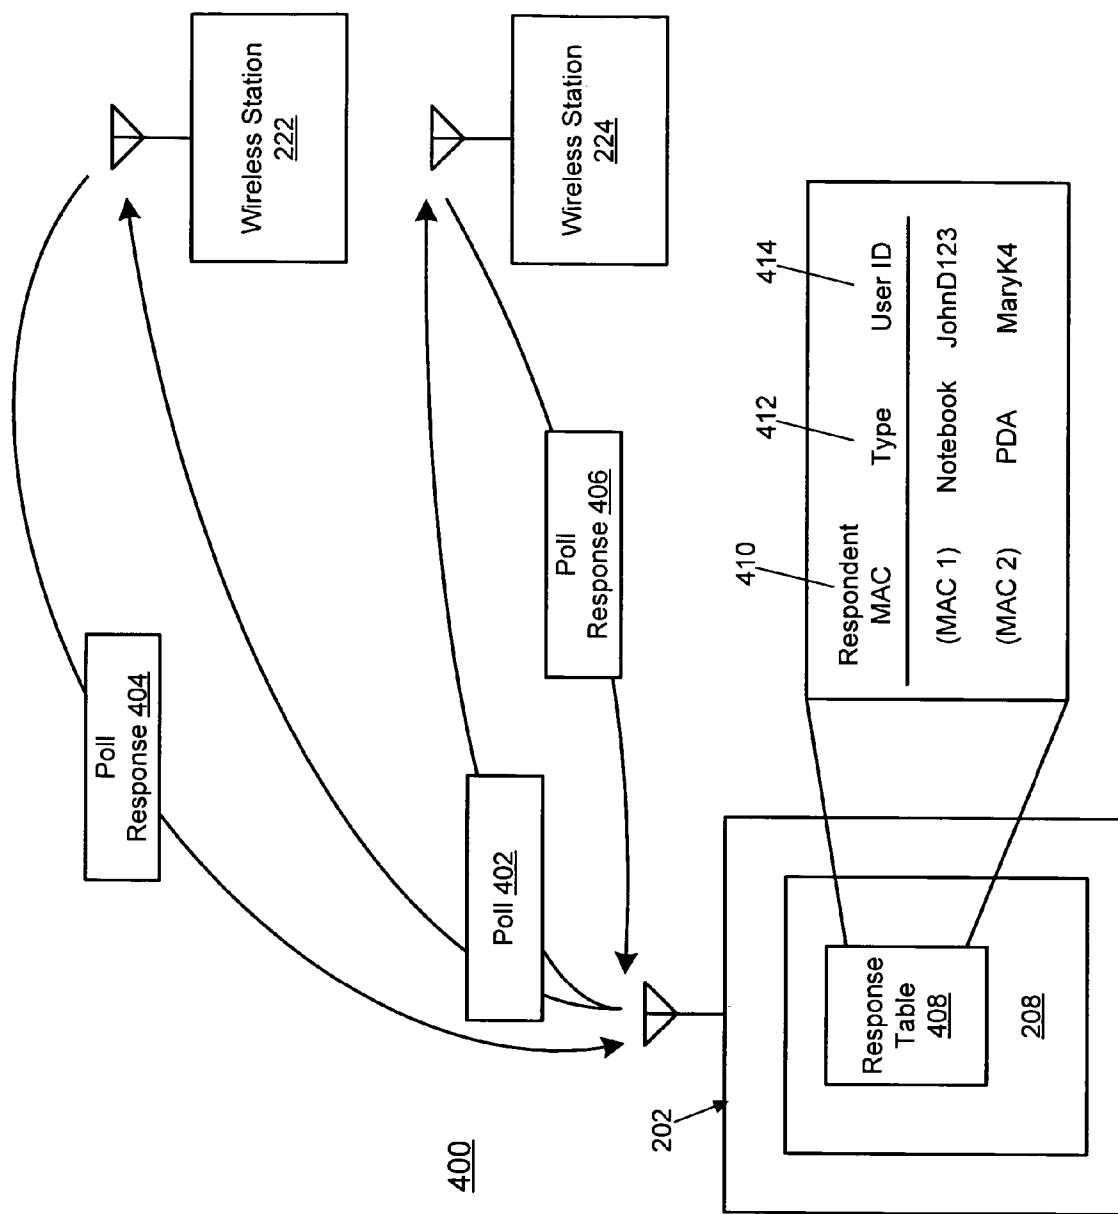 400
Poll
Response 404
Poll 402
Poll
Response 406
Wireless Station
222
Wireless Station
224
202
Response
Table
408
208
410
412
414
Respondent
MAC
Type
User ID
(MAC 1)
Notebook
JohnD123
(MAC 2)
PDA
MaryK4